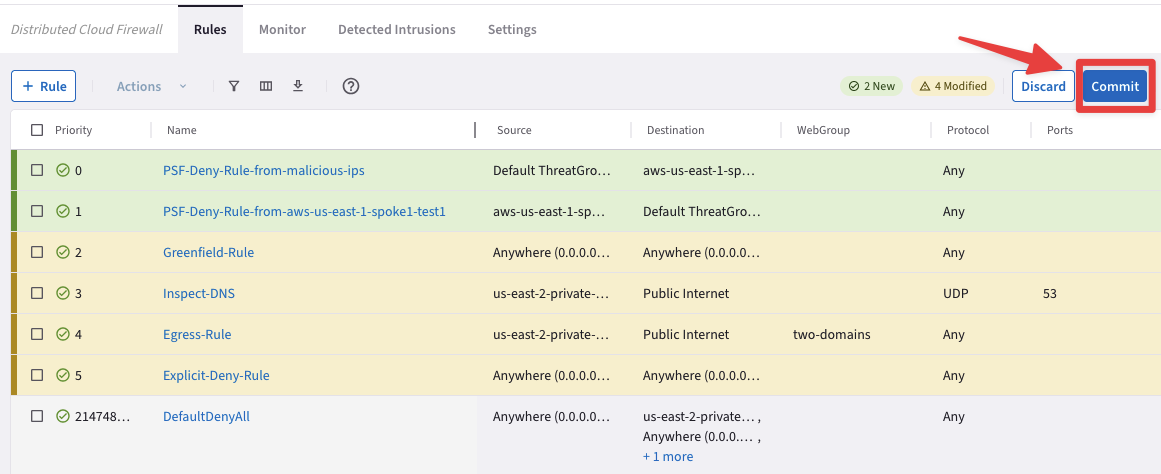 Distributed Cloud Firewall Rules Monitor Detected Intrusions Settings
+ Rule Actions 2 New 4 Modified Discard Commit
Priority Name Source Destination WebGroup Protocol Ports
0 PSF-Deny-Rule-from-malicious-ips Default ThreatGro... aws-us-east-1-sp... Any
1 PSF-Deny-Rule-from-aws-us-east-1-spoke1-test1 aws-us-east-1-sp... Default ThreatGro... Any
2 Greenfield-Rule Anywhere (0.0.0.0... Anywhere (0.0.0.0... Any
3 Inspect-DNS us-east-2-private-... Public Internet UDP 53
4 Egress-Rule us-east-2-private-... Public Internet two-domains Any
5 Explicit-Deny-Rule Anywhere (0.0.0.0... Anywhere (0.0.0.0... Any
214748... DefaultDenyAll Anywhere (0.0.0.0... us-east-2-private... , Any
Anywhere (0.0.0.... ,
+ 1 more